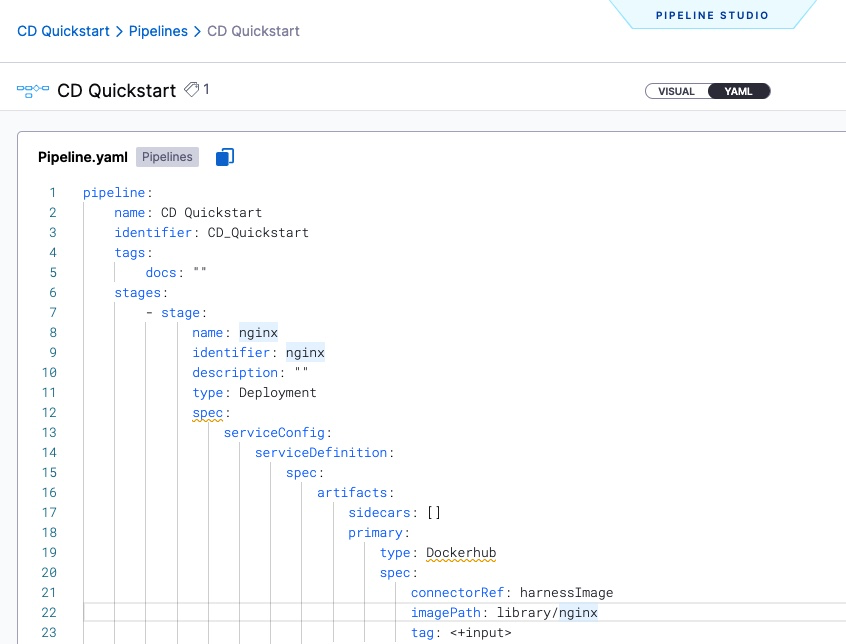 CD Quickstart > Pipelines > CD Quickstart
PIPELINE STUDIO
CD Quickstart 1
VISUAL YAML
Pipeline.yaml Pipelines
1 pipeline:
2     name: CD Quickstart
3     identifier: CD_Quickstart
4     tags:
5         docs: ""
6     stages:
7         - stage:
8               name: nginx
9               identifier: nginx
10               description: ""
11               type: Deployment
12               spec:
13                   serviceConfig:
14                       serviceDefinition:
15                           spec:
16                               artifacts:
17                                   sidecars: []
18                                   primary:
19                                       type: Dockerhub
20                                       spec:
21                                           connectorRef: harnessImage
22                                           imagePath: library/nginx
23                                           tag: <+input>